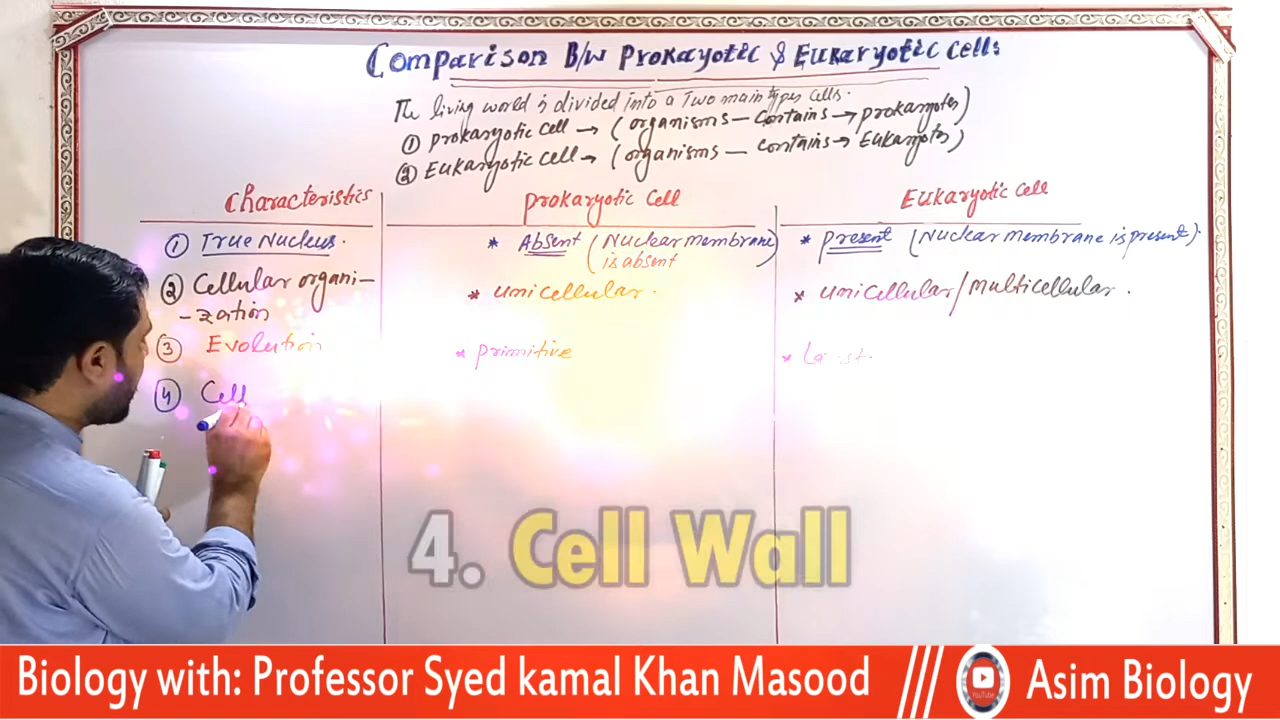 Comparison B/w Prokayotic & Eukaryotic Cells
The living world is divided into a Two main types cells.
① Prokaryotic cell → (organisms — contains → prokaryotes)
② Eukaryotic cell → (organisms — contains → Eukaryotes)
Characteristics
Prokaryotic Cell
Eukaryotic Cell
① True Nucleus.
* Absent (Nuclear membrane)
is absent
* present (Nuclear membrane is present).
② Cellular organi-
-zation
* unicellular.
* unicellular/multicellular.
③ Evolution
* primitive
④ Cell
4. Cell Wall
Biology with: Professor Syed kamal Khan Masood
YouTube
Asim Biology